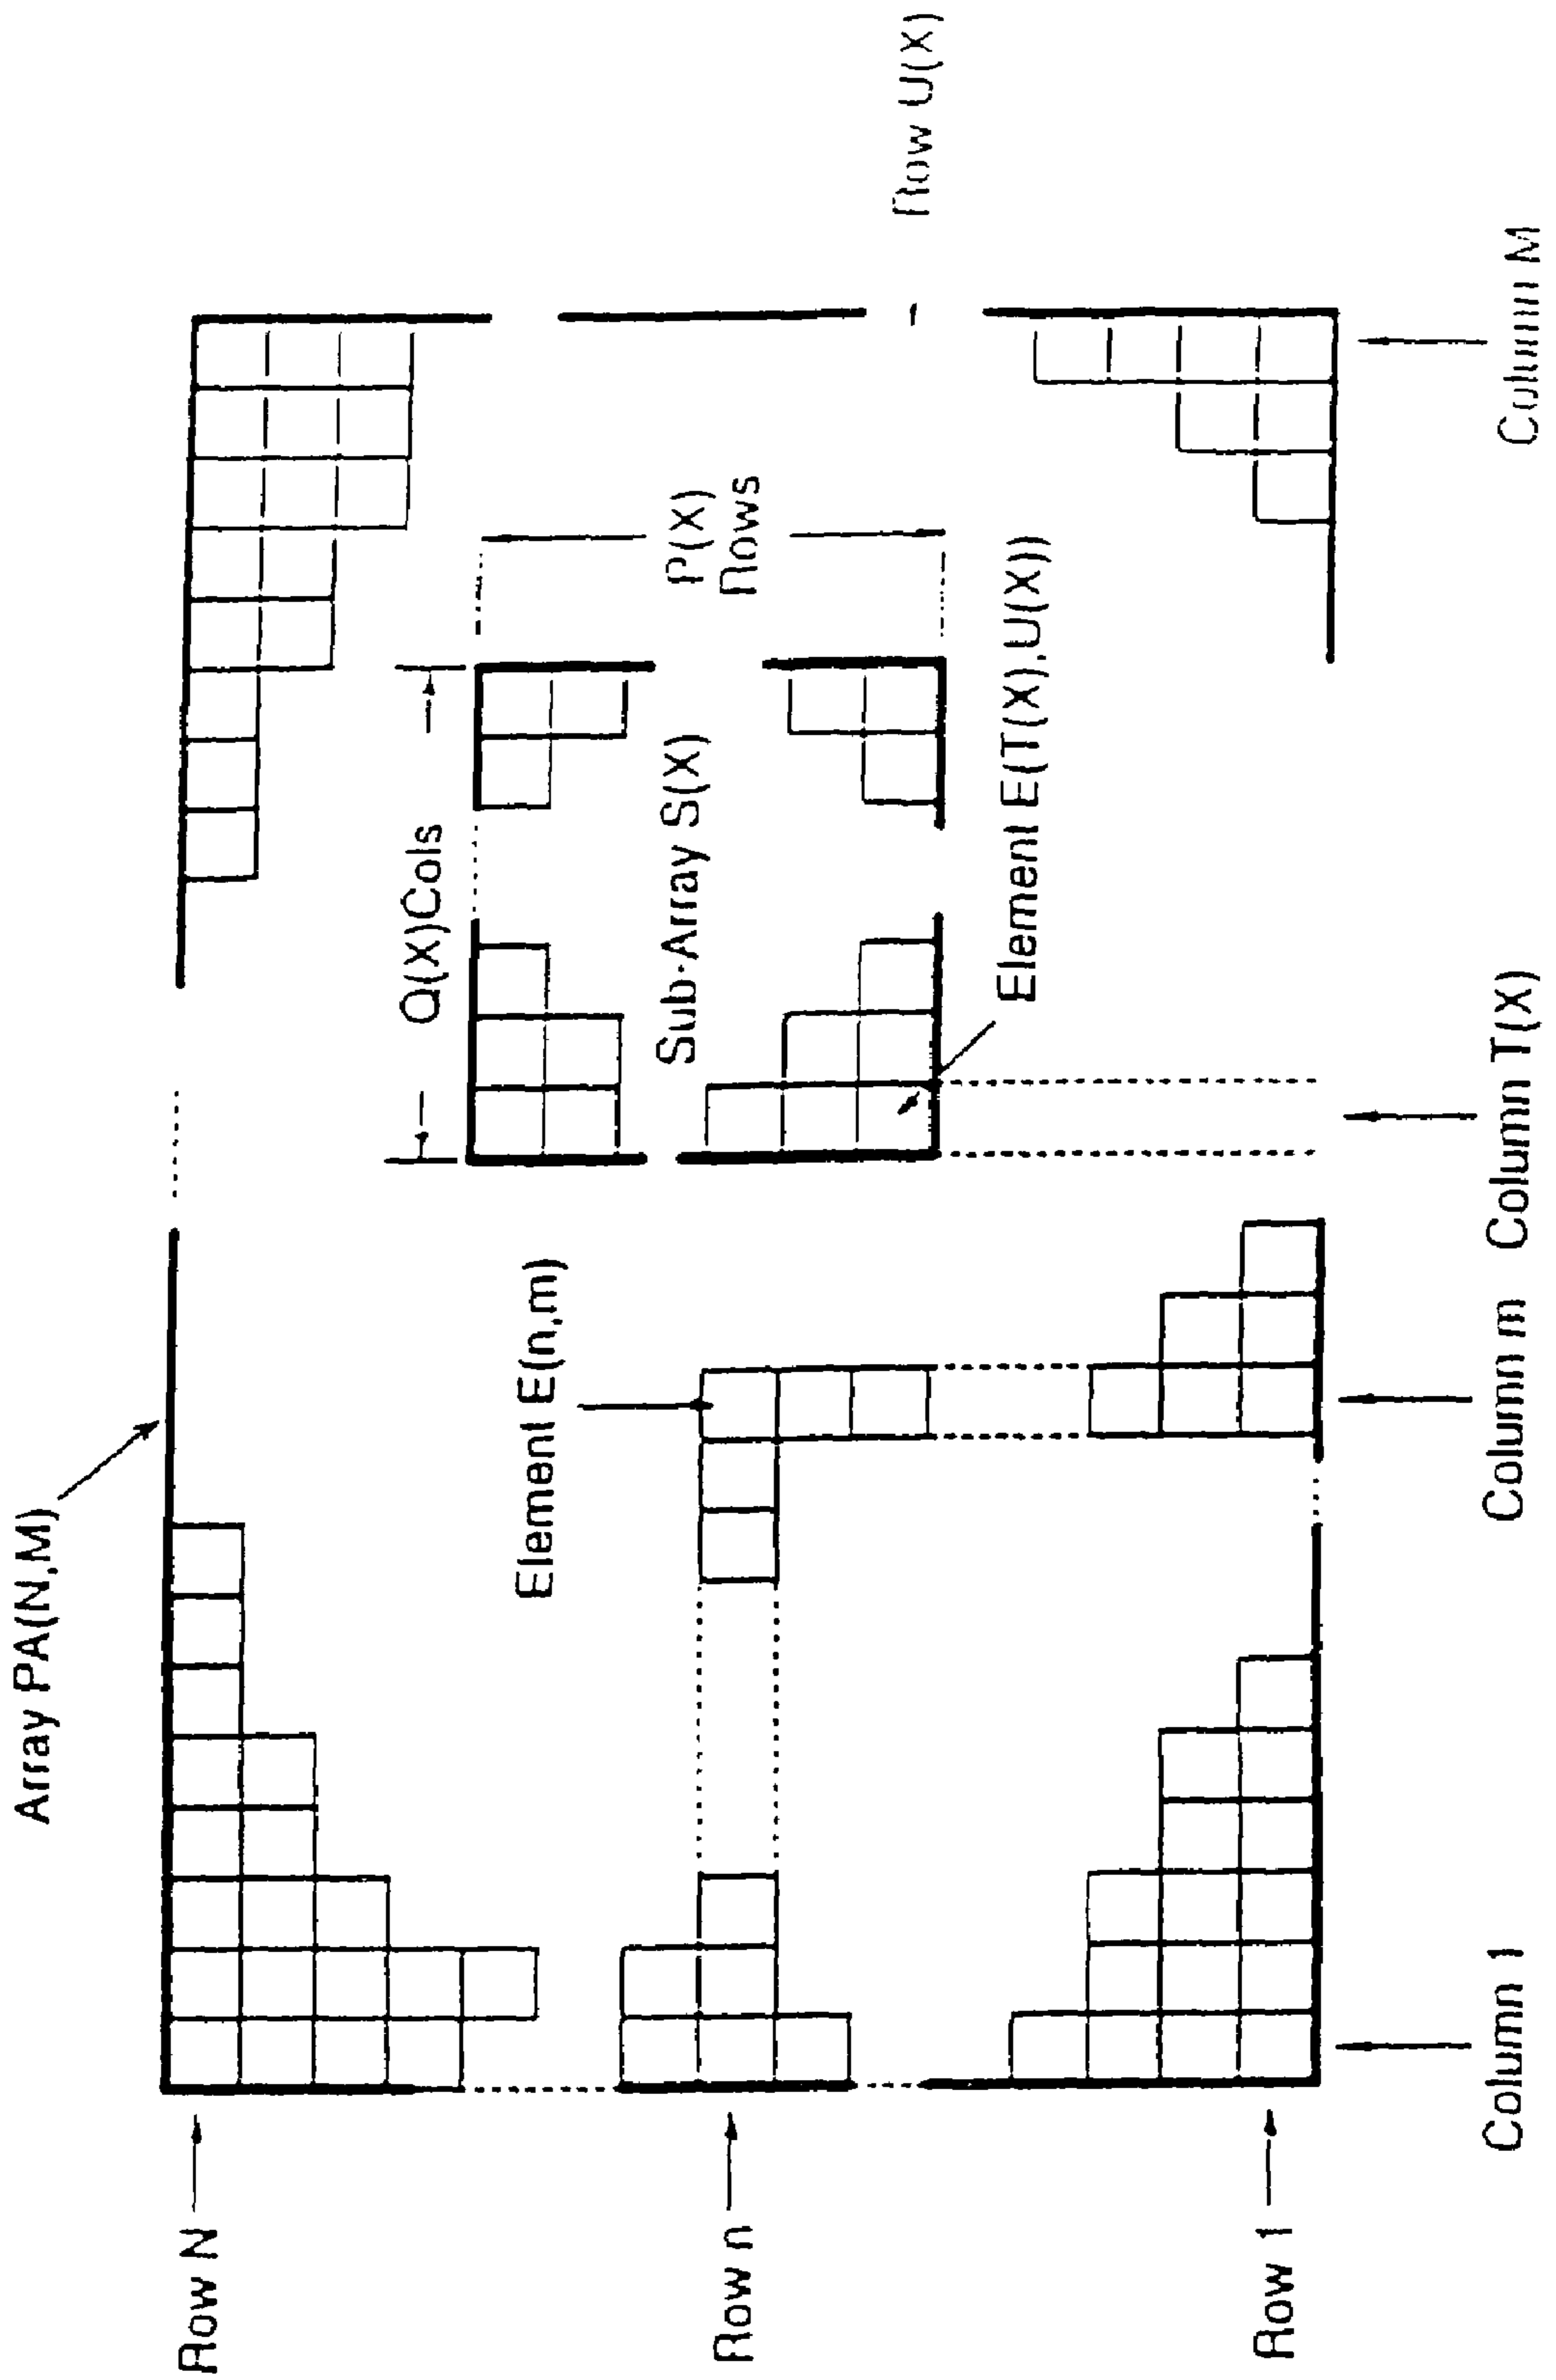 Array PA(N,M)
Row N
Q(X)Cols
Element E(n,m)
P(X)
Rows
Sub-Array S(X)
Row n
Row U(X)
Element E(T(X),U(X))
Row 1
Column 1
Column m
Column T(X)
Column M